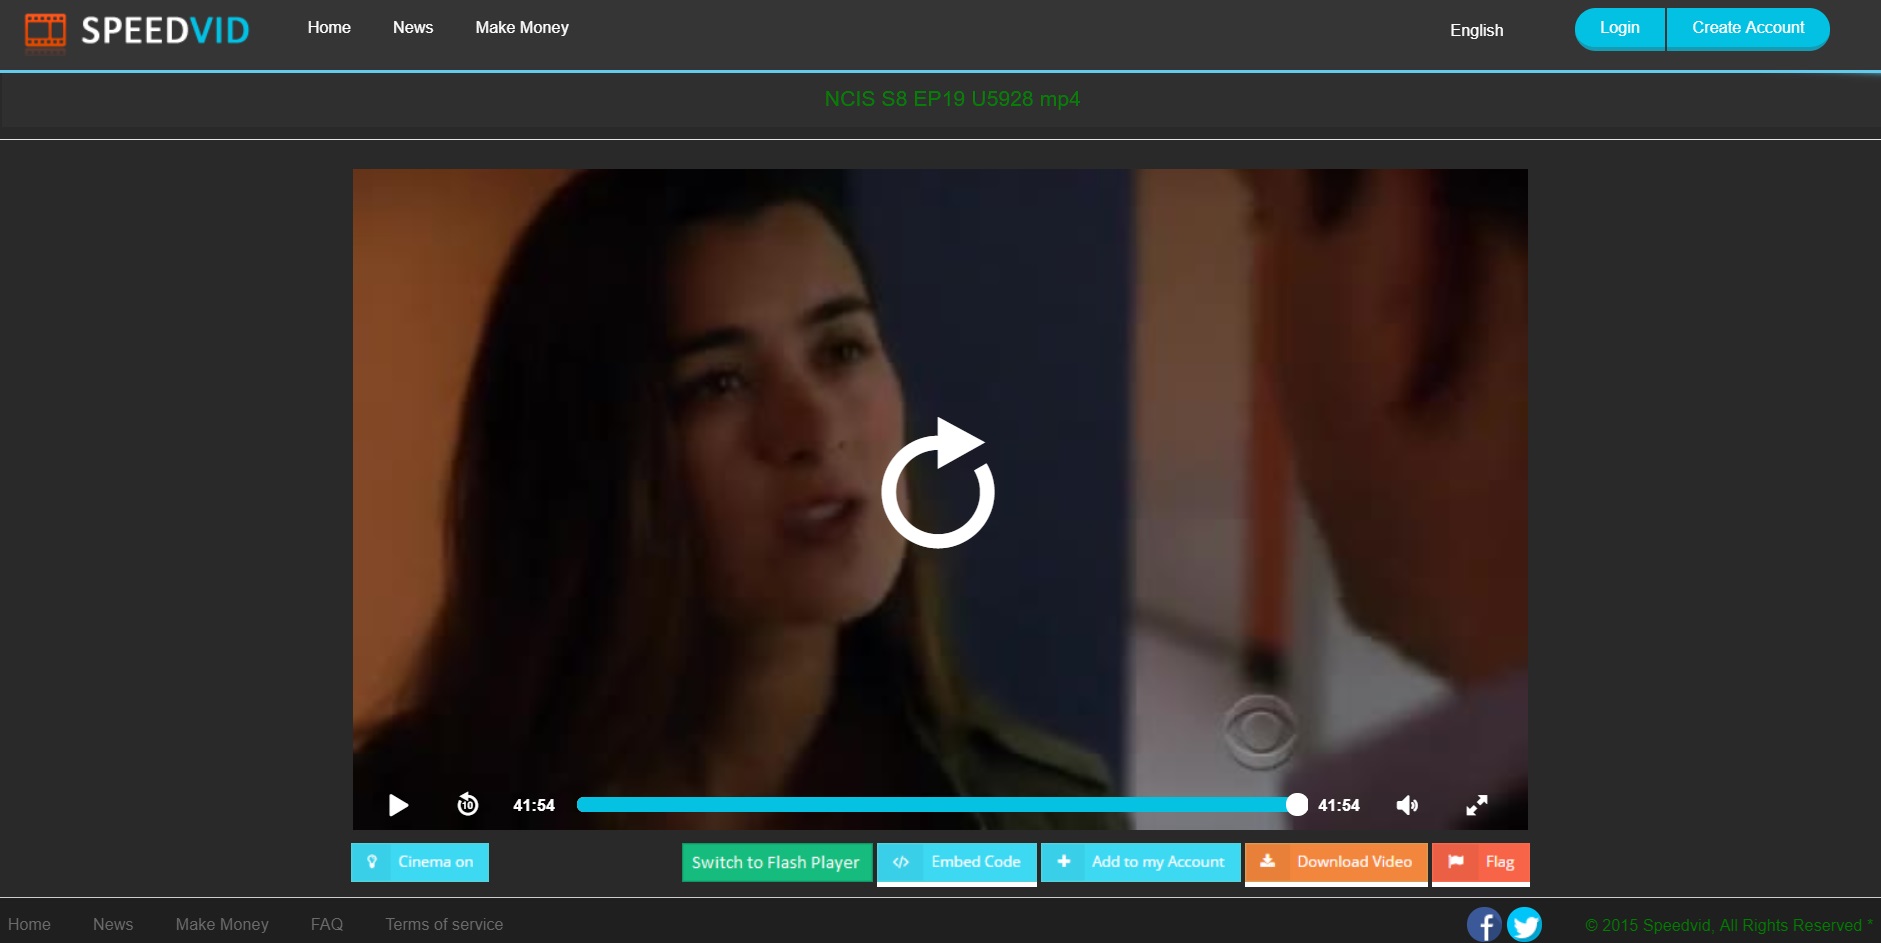 SPEEDVID
Home News Make Money
English
Login Create Account
NCIS S8 EP19 U5928 mp4
10 41:54 41:54
Cinema on
Switch to Flash Player
Embed Code
Add to my Account
Download Video
Flag
Home News Make Money FAQ Terms of service
© 2015 Speedvid, All Rights Reserved *